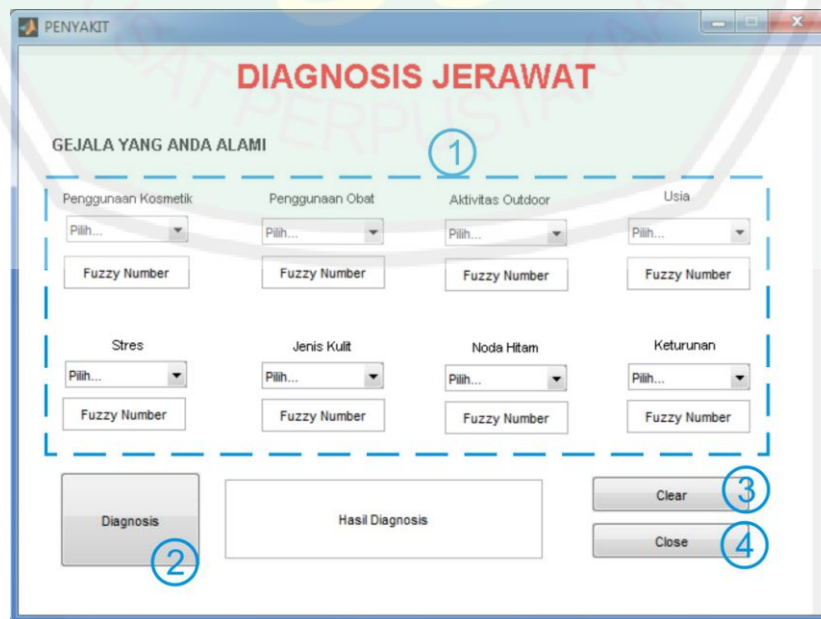 PENYAKIT
DIAGNOSIS JERAWAT
GEJALA YANG ANDA ALAMI
1
Penggunaan Kosmetik Penggunaan Obat Aktivitas Outdoor Usia
Pilih... Pilih... Pilih... Pilih...
Fuzzy Number Fuzzy Number Fuzzy Number Fuzzy Number
Stres Jenis Kulit Noda Hitam Keturunan
Pilih... Pilih... Pilih... Pilih...
Fuzzy Number Fuzzy Number Fuzzy Number Fuzzy Number
Diagnosis Hasil Diagnosis Clear 3
2 Close 4